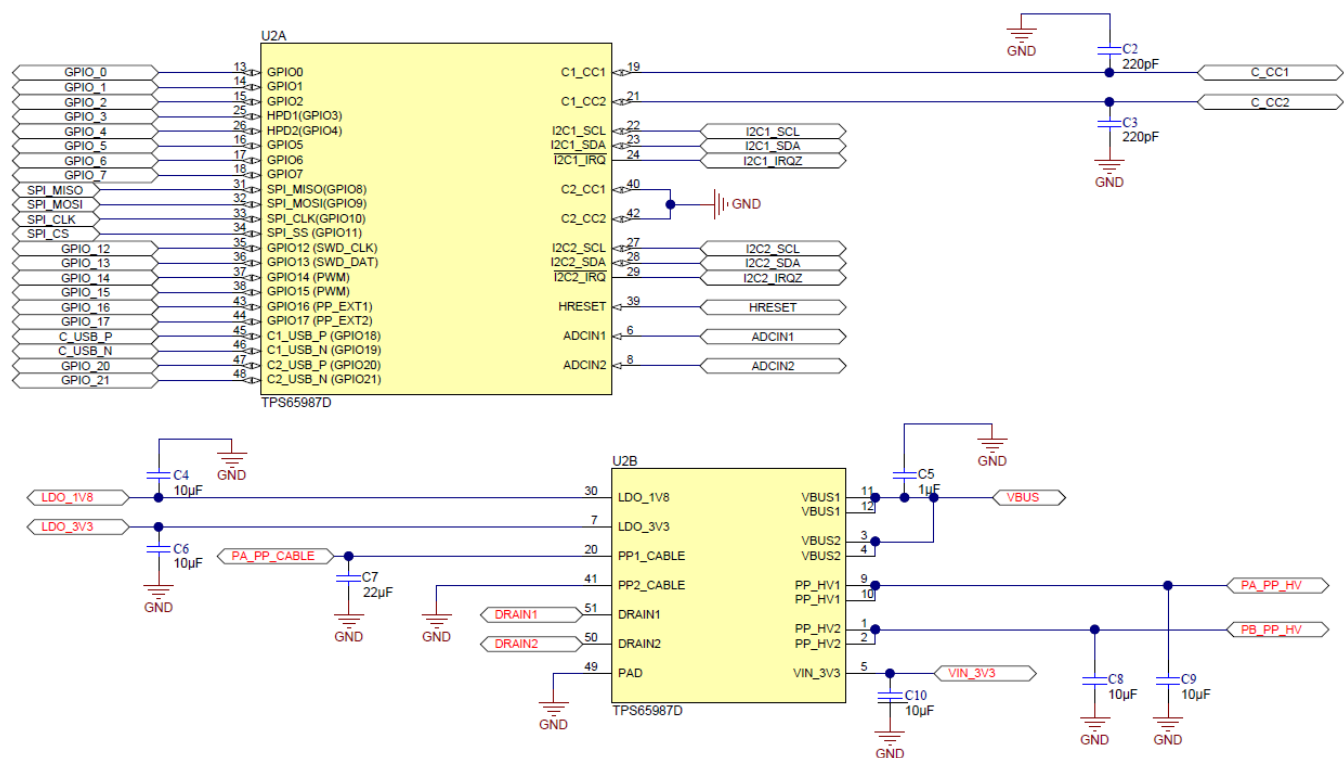 U2A
GND
C2
220pF
GPIO_0 13 GPIO0 C1_CC1 19 C_CC1
GPIO_1 14 GPIO1
GPIO_2 15 GPIO2 C1_CC2 21 C_CC2
GPIO_3 25 HPD1(GPIO3)
C3
220pF
GPIO_4 26 HPD2(GPIO4) I2C1_SCL 22 I2C1_SCL
GPIO_5 16 GPIO5 I2C1_SDA 23 I2C1_SDA
GPIO_6 17 GPIO6 I2C1_IRQ 24 I2C1_IRQZ
GPIO_7 18 GPIO7
GND
SPI_MISO 31 SPI_MISO(GPIO8) C2_CC1 40
SPI_MOSI 32 SPI_MOSI(GPIO9) GND
SPI_CLK 33 SPI_CLK(GPIO10) C2_CC2 42
SPI_CS 34 SPI_SS (GPIO11)
GPIO_12 35 GPIO12 (SWD_CLK) I2C2_SCL 27 I2C2_SCL
GPIO_13 36 GPIO13 (SWD_DAT) I2C2_SDA 28 I2C2_SDA
GPIO_14 37 GPIO14 (PWM) I2C2_IRQ 29 I2C2_IRQZ
GPIO_15 38 GPIO15 (PWM)
GPIO_16 43 GPIO16 (PP_EXT1) HRESET 39 HRESET
GPIO_17 44 GPIO17 (PP_EXT2)
C_USB_P 45 C1_USB_P (GPIO18) ADCIN1 6 ADCIN1
C_USB_N 46 C1_USB_N (GPIO19)
GPIO_20 47 C2_USB_P (GPIO20) ADCIN2 8 ADCIN2
GPIO_21 48 C2_USB_N (GPIO21)
TPS65987D
GND
GND
U2B
C4
10µF
C5
1µF
LDO_1V8 30 LDO_1V8 VBUS1 11 VBUS
VBUS1 12
LDO_3V3 7 LDO_3V3
VBUS2 3
C6
10µF
PA_PP_CABLE 20 PP1_CABLE VBUS2 4
C7
22µF
GND
41 PP2_CABLE PP_HV1 9 PA_PP_HV
PP_HV1 10
GND
GND
DRAIN1 51 DRAIN1
PP_HV2 1 PB_PP_HV
DRAIN2 50 DRAIN2 PP_HV2 2
49 PAD VIN_3V3 5 VIN_3V3
C8
10µF
C9
10µF
C10
10µF
GND
TPS65987D
GND
GND
GND